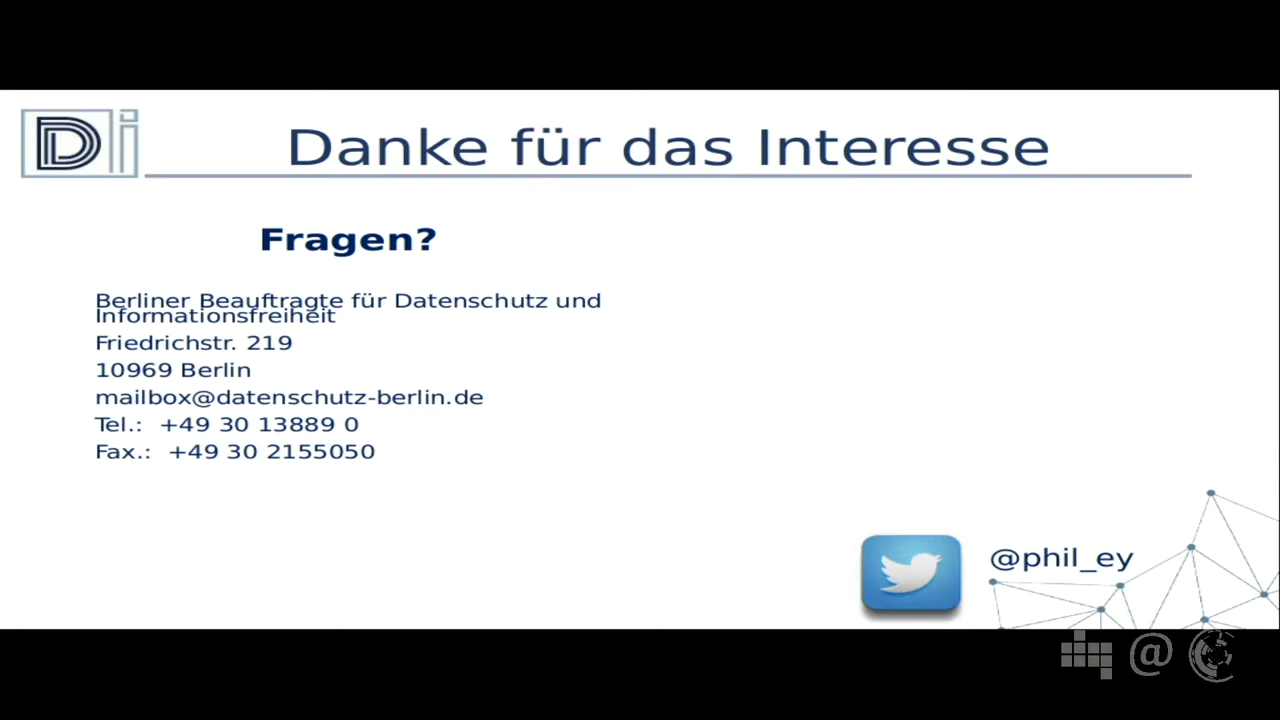 Di
Danke für das Interesse
Fragen?
Berliner Beauftragte für Datenschutz und
Informationsfreiheit
Friedrichstr. 219
10969 Berlin
mailbox@datenschutz-berlin.de
Tel.: +49 30 13889 0
Fax.: +49 30 2155050
@phil_ey
@